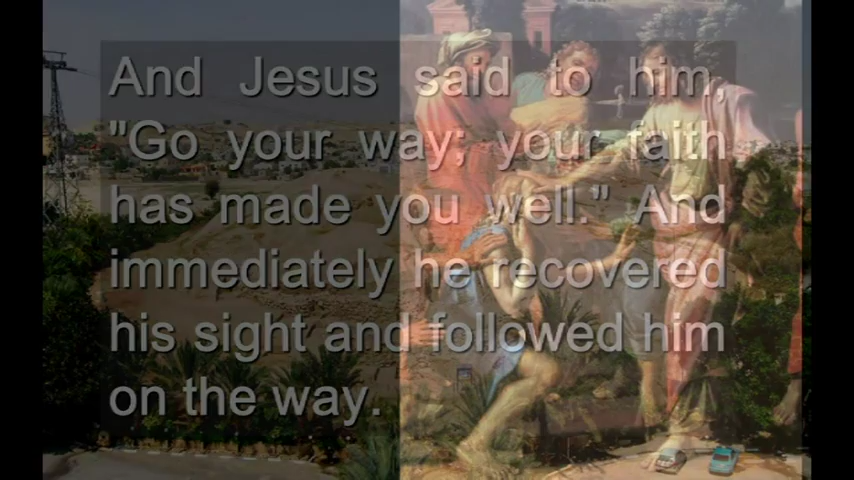 And Jesus said to him,
"Go your way; your faith
has made you well." And
immediately he recovered
his sight and followed him
on the way.